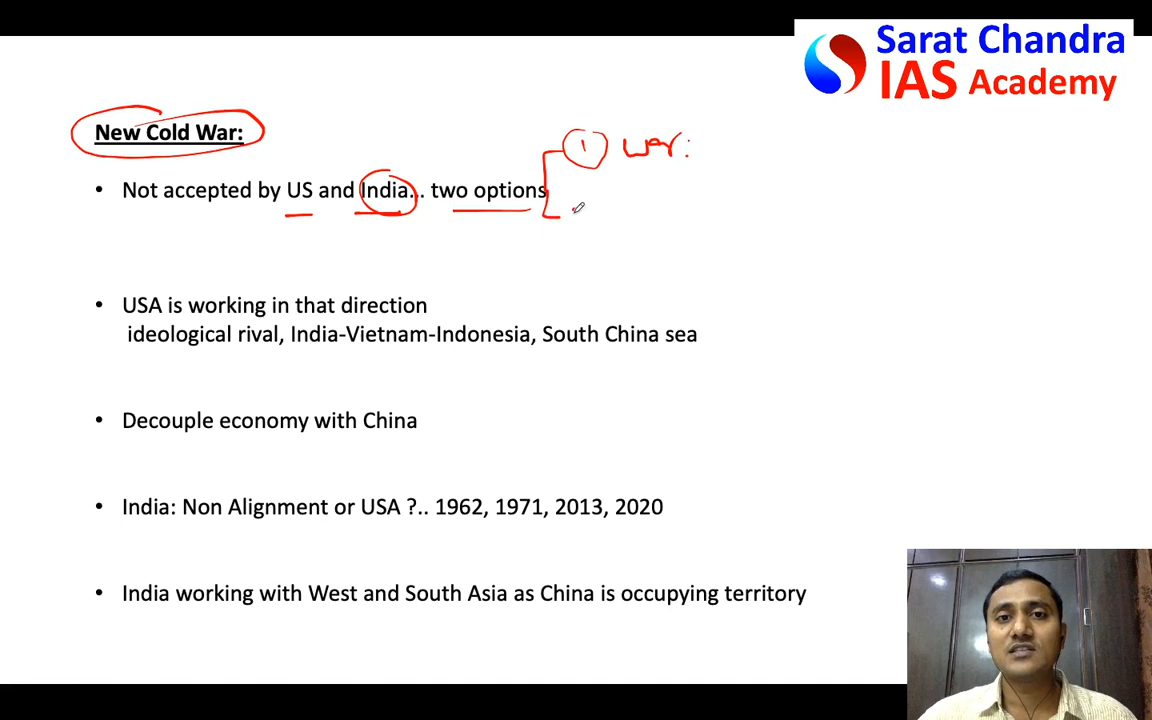 Sarat Chandra
IAS Academy
New Cold War:
① war:
• Not accepted by US and India... two options
• USA is working in that direction
ideological rival, India-Vietnam-Indonesia, South China sea
• Decouple economy with China
• India: Non Alignment or USA ?.. 1962, 1971, 2013, 2020
• India working with West and South Asia as China is occupying territory